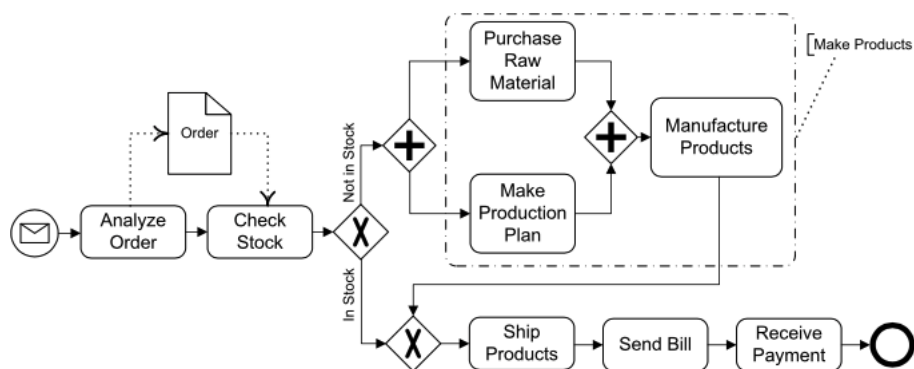 Purchase
Raw
Material
Make Products
Order
Manufacture
Products
Not in Stock
Analyze
Order
Check
Stock
Make
Production
Plan
In Stock
Ship
Products
Send Bill
Receive
Payment